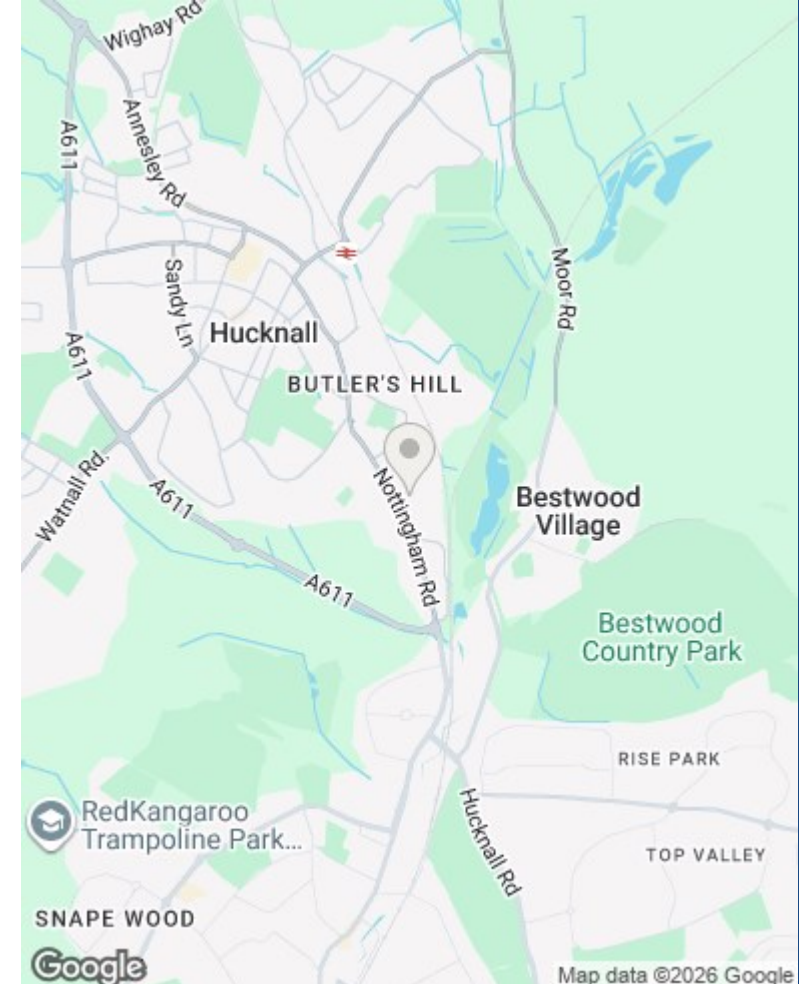 Wighay Rd
A611
Annesley Rd
Sandy Ln
Moor Rd
Hucknall
A611
BUTLER'S HILL
Watnall Rd.
A611
Nottingham Rd
Bestwood
Village
A611
Bestwood
Country Park
RISE PARK
RedKangaroo
Trampoline Park...
Hucknall Rd
TOP VALLEY
SNAPE WOOD
Google
Map data ©2026 Google